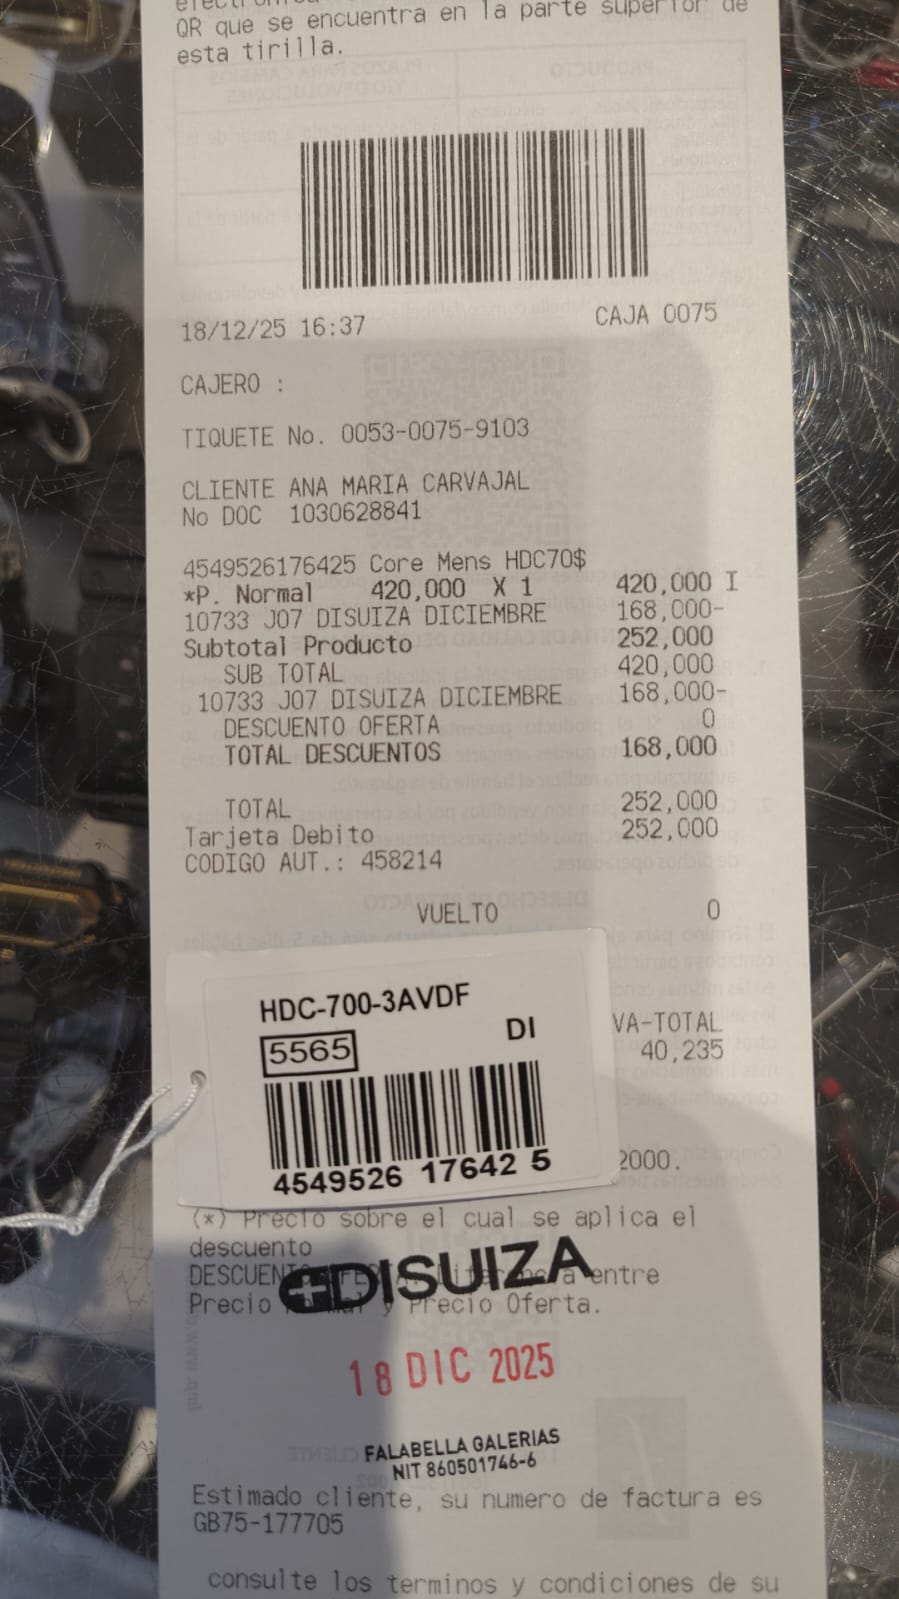 QR que se encuentra en la parte superior de
esta tirilla.
18/12/25 16:37 CAJA 0075
CAJERO :
TIQUETE No. 0053-0075-9103
CLIENTE ANA MARIA CARVAJAL
No DOC 1030628841
4549526176425 Core Mens HDC70$
*P. Normal 420,000 X 1 420,000 I
10733 J07 DISUIZA DICIEMBRE 168,000-
Subtotal Producto 252,000
SUB TOTAL 420,000
10733 J07 DISUIZA DICIEMBRE 168,000-
DESCUENTO OFERTA 0
TOTAL DESCUENTOS 168,000
TOTAL 252,000
Tarjeta Debito 252,000
CODIGO AUT.: 458214
VUELTO 0
HDC-700-3AVDF
5565 DI
4549526 17642 5
VA-TOTAL
40,235
2000.
(*) Precio sobre el cual se aplica el
descuento
DISUIZA
entre
Precio y Precio Oferta.
18 DIC 2025
FALABELLA GALERIAS
NIT 860501746-6
Estimado cliente, su numero de factura es
GB75-177705
consulte los terminos y condiciones de su